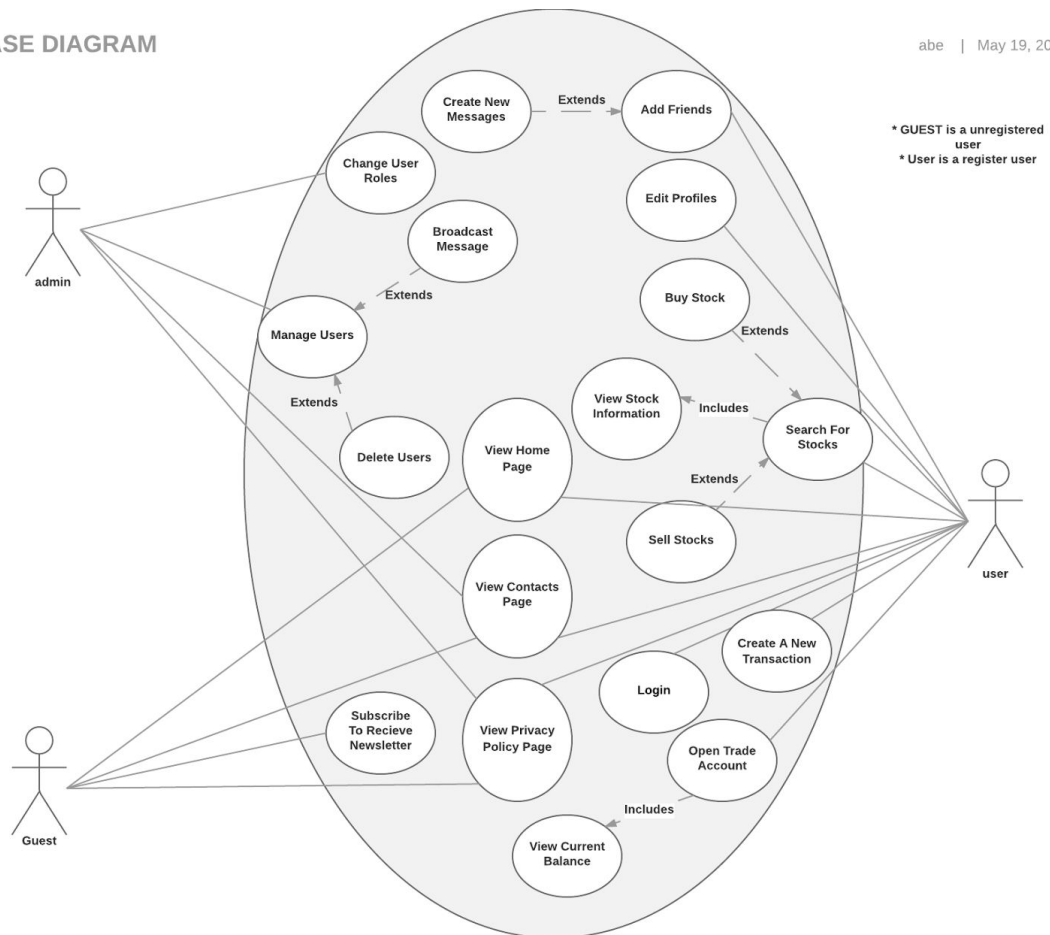 ASE DIAGRAM
abe | May 19, 20
* GUEST is a unregistered
user
* User is a register user
Create New
Messages
Extends
Add Friends
Change User
Roles
Edit Profiles
Broadcast
Message
admin
Extends
Buy Stock
Extends
Manage Users
Extends
View Stock
Information
Includes
Search For
Stocks
Delete Users
View Home
Page
Extends
Sell Stocks
user
View Contacts
Page
Create A New
Transaction
Login
Subscribe
To Recieve
Newsletter
View Privacy
Policy Page
Open Trade
Account
Includes
Guest
View Current
Balance